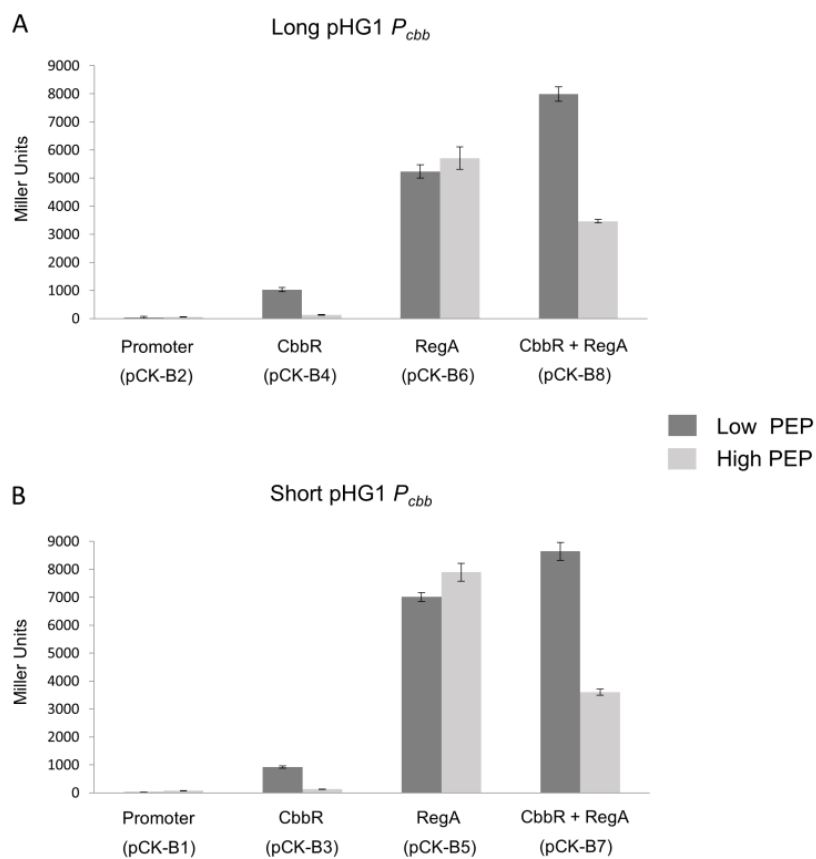 A
Long pHG1 Pcbb
9000
8000
7000
6000
5000
4000
3000
2000
1000
0
Miller Units
Promoter
(pCK-B2)
CbbR
(pCK-B4)
RegA
(pCK-B6)
CbbR + RegA
(pCK-B8)
Low PEP
High PEP
B
Short pHG1 Pcbb
9000
8000
7000
6000
5000
4000
3000
2000
1000
0
Miller Units
Promoter
(pCK-B1)
CbbR
(pCK-B3)
RegA
(pCK-B5)
CbbR + RegA
(pCK-B7)